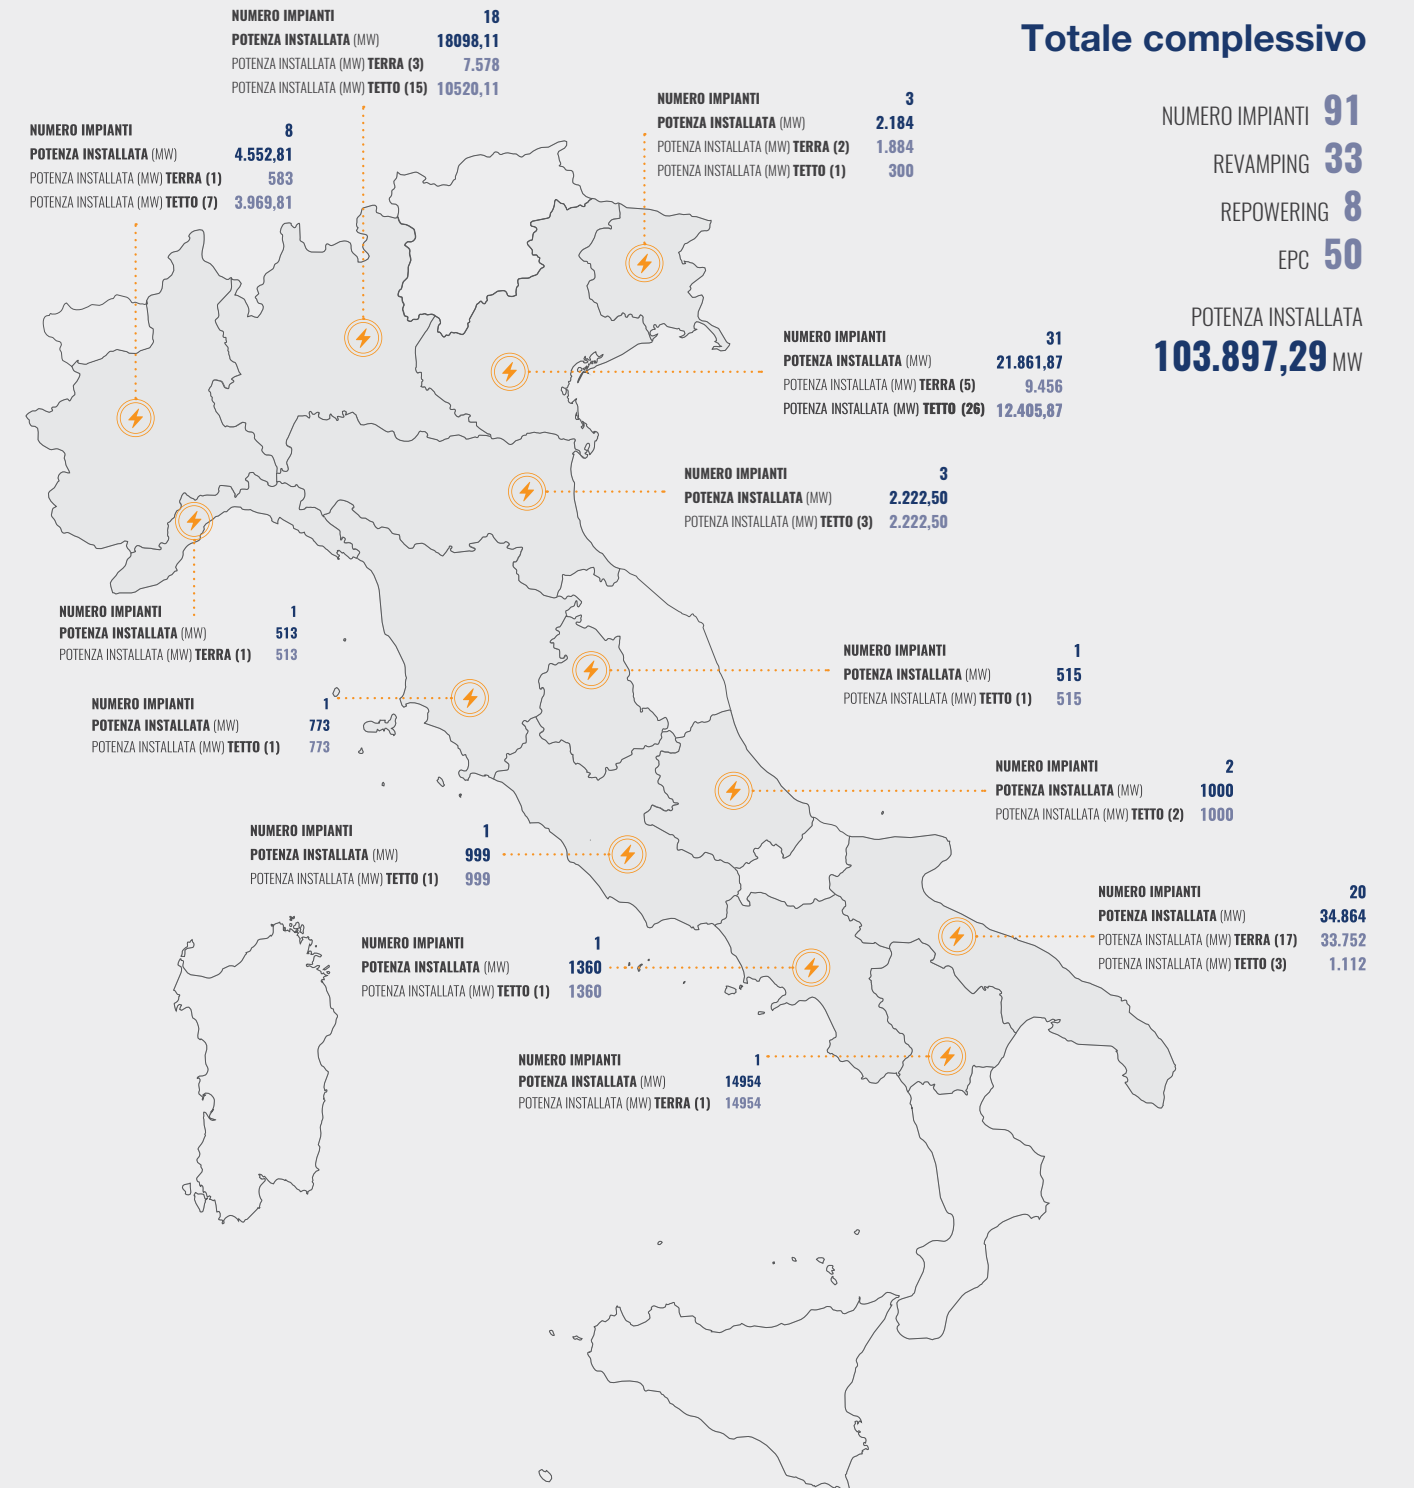 NUMERO IMPIANTI 18
POTENZA INSTALLATA (MW) 18098,11
POTENZA INSTALLATA (MW) TERRA (3) 7.578
POTENZA INSTALLATA (MW) TETTO (15) 10520,11
Totale complessivo
NUMERO IMPIANTI 91
REVAMPING 33
REPOWERING 8
EPC 50
POTENZA INSTALLATA
103.897,29 MW
NUMERO IMPIANTI 3
POTENZA INSTALLATA (MW) 2.184
POTENZA INSTALLATA (MW) TERRA (2) 1.884
POTENZA INSTALLATA (MW) TETTO (1) 300
NUMERO IMPIANTI 8
POTENZA INSTALLATA (MW) 4.552,81
POTENZA INSTALLATA (MW) TERRA (1) 583
POTENZA INSTALLATA (MW) TETTO (7) 3.969,81
NUMERO IMPIANTI 31
POTENZA INSTALLATA (MW) 21.861,87
POTENZA INSTALLATA (MW) TERRA (5) 9.456
POTENZA INSTALLATA (MW) TETTO (26) 12.405,87
NUMERO IMPIANTI 3
POTENZA INSTALLATA (MW) 2.222,50
POTENZA INSTALLATA (MW) TETTO (3) 2.222,50
NUMERO IMPIANTI 1
POTENZA INSTALLATA (MW) 513
POTENZA INSTALLATA (MW) TERRA (1) 513
NUMERO IMPIANTI 1
POTENZA INSTALLATA (MW) 515
POTENZA INSTALLATA (MW) TETTO (1) 515
NUMERO IMPIANTI 1
POTENZA INSTALLATA (MW) 773
POTENZA INSTALLATA (MW) TETTO (1) 773
NUMERO IMPIANTI 2
POTENZA INSTALLATA (MW) 1000
POTENZA INSTALLATA (MW) TETTO (2) 1000
NUMERO IMPIANTI 1
POTENZA INSTALLATA (MW) 999
POTENZA INSTALLATA (MW) TETTO (1) 999
NUMERO IMPIANTI 20
POTENZA INSTALLATA (MW) 34.864
POTENZA INSTALLATA (MW) TERRA (17) 33.752
POTENZA INSTALLATA (MW) TETTO (3) 1.112
NUMERO IMPIANTI 1
POTENZA INSTALLATA (MW) 1360
POTENZA INSTALLATA (MW) TETTO (1) 1360
NUMERO IMPIANTI 1
POTENZA INSTALLATA (MW) 14954
POTENZA INSTALLATA (MW) TERRA (1) 14954